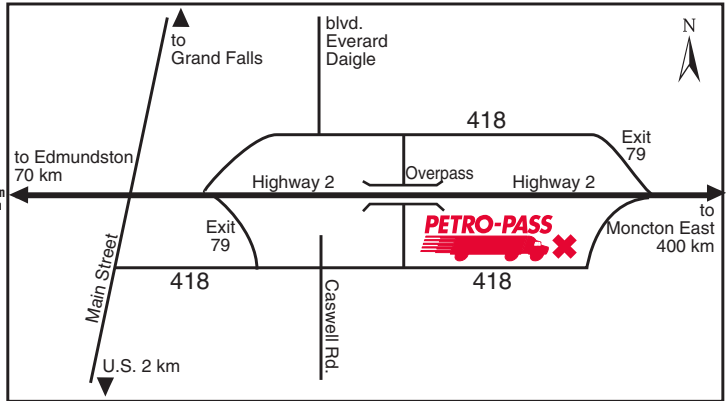 to
Grand Falls
blvd.
Everard
Daigle
N
418
Exit
79
to Edmundston
70 km
Overpass
Highway 2
Highway 2
to
Moncton East
400 km
Exit
79
PETRO-PASS
Main Street
418
418
Caswell Rd.
U.S. 2 km